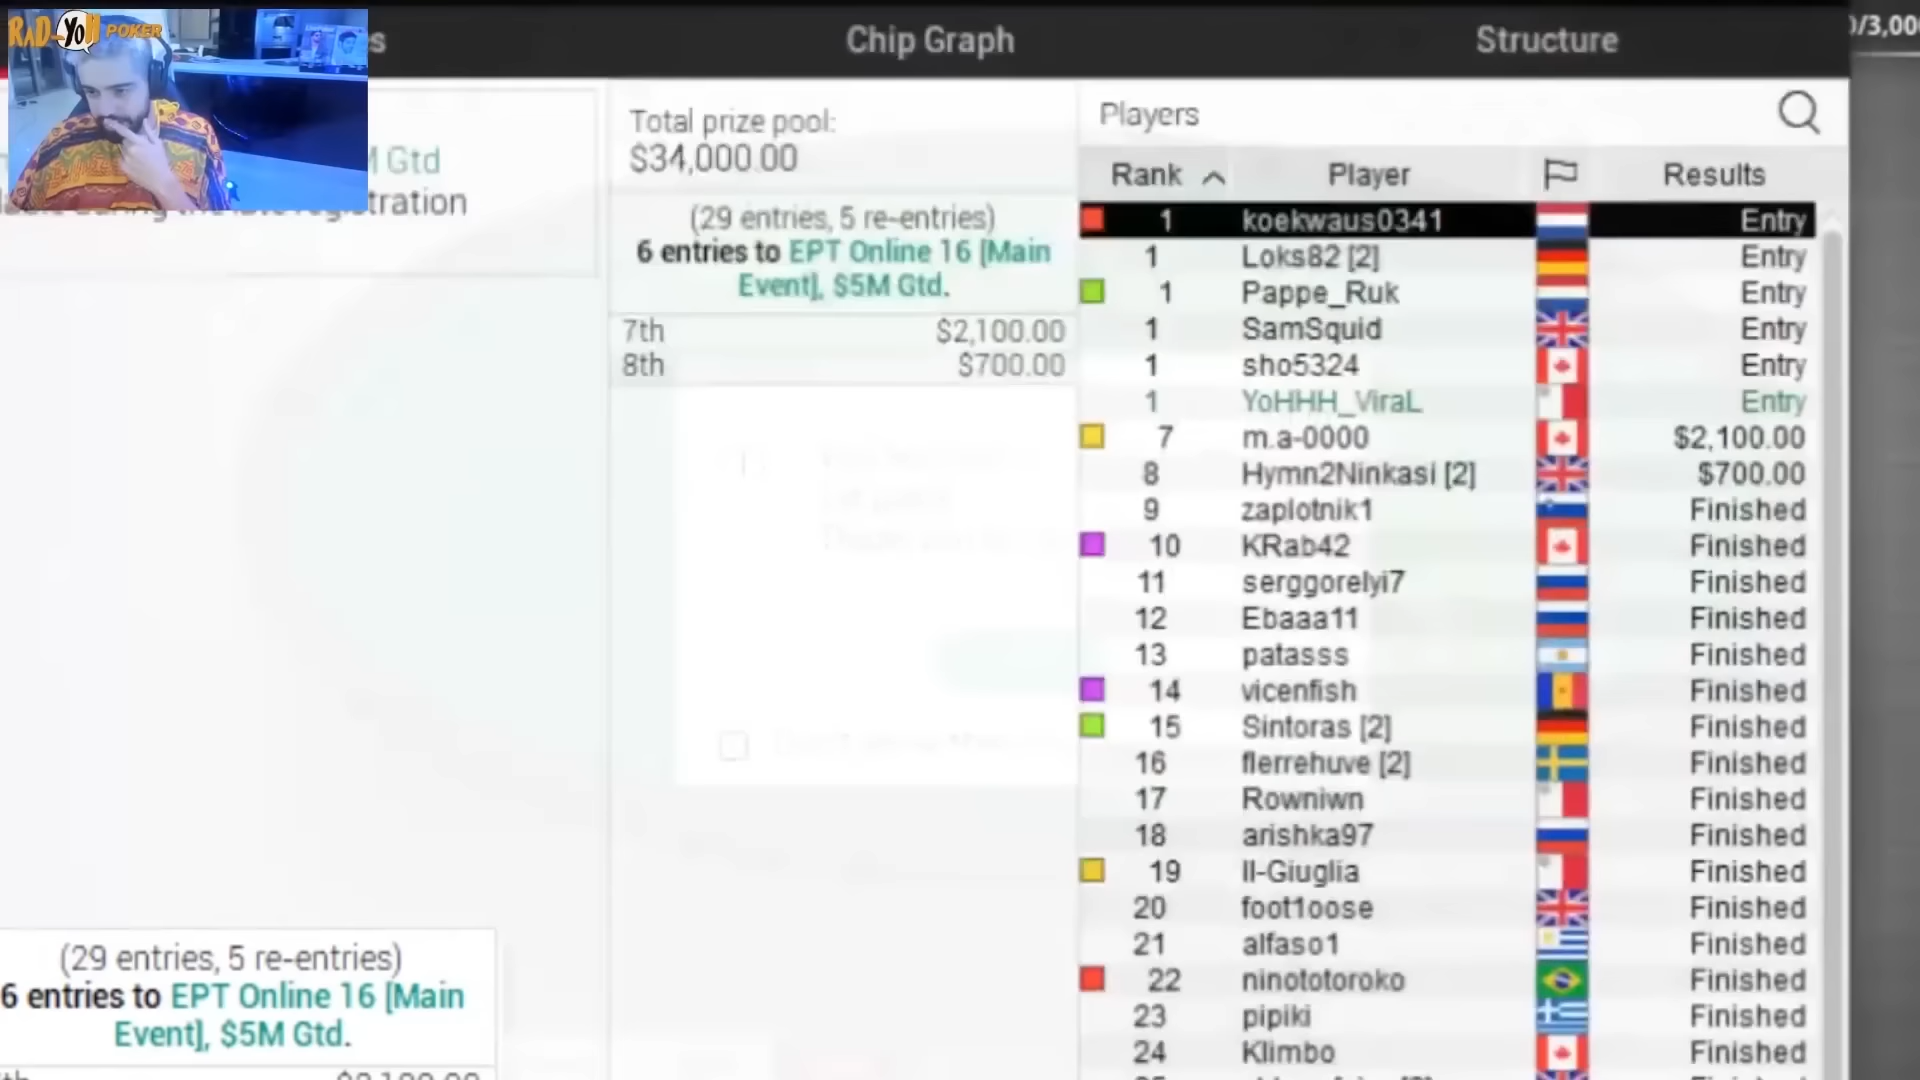 RAD-YOH POKER
s
Chip Graph
Structure
0/3,00
M Gtd
tration
Total prize pool:
$34,000.00
(29 entries, 5 re-entries)
6 entries to EPT Online 16 [Main
Event], $5M Gtd.
7th $2,100.00
8th $700.00
Players
Rank Player Results
1 koekwaus0341 Entry
1 Loks82 [2] Entry
1 Pappe_Ruk Entry
1 SamSquid Entry
1 sho5324 Entry
1 YoHHH_ViraL Entry
7 m.a-0000 $2,100.00
8 Hymn2Ninkasi [2] $700.00
9 zaplotnik1 Finished
10 KRab42 Finished
11 serggorelyi7 Finished
12 Ebaaa11 Finished
13 patasss Finished
14 vicenfish Finished
15 Sintoras [2] Finished
16 flerrehuve [2] Finished
17 Rowniwn Finished
18 arishka97 Finished
19 Il-Giuglia Finished
20 foot1oose Finished
21 alfaso1 Finished
22 ninototoroko Finished
23 pipiki Finished
24 Klimbo Finished
(29 entries, 5 re-entries)
6 entries to EPT Online 16 [Main
Event], $5M Gtd.